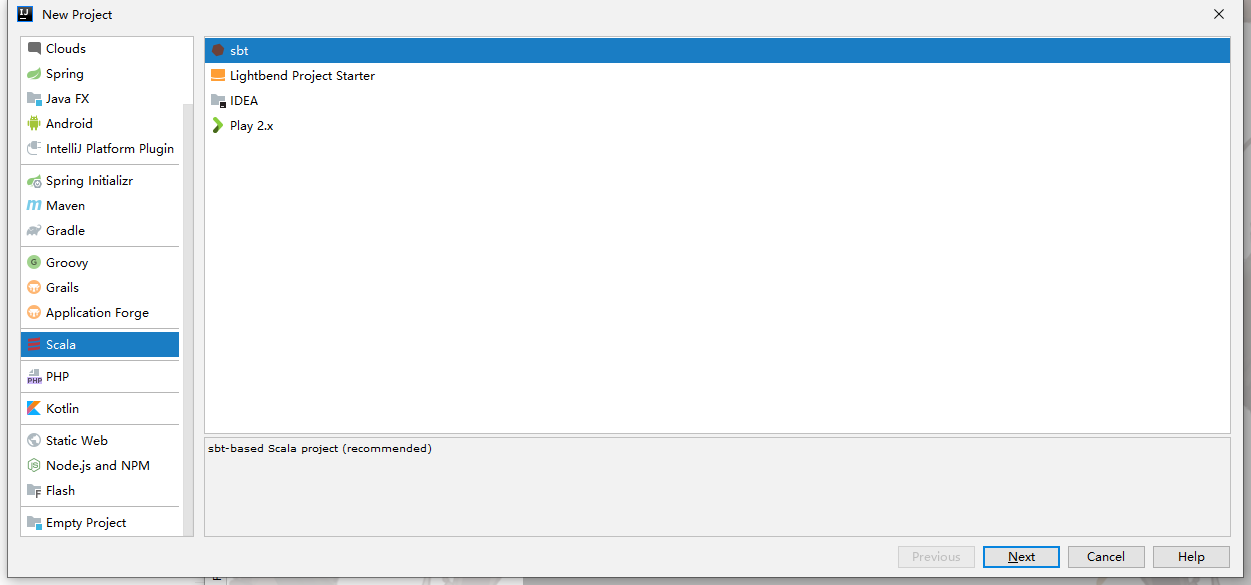 New Project
Clouds
Spring
Java FX
Android
IntelliJ Platform Plugin
Spring Initializr
Maven
Gradle
Groovy
Grails
Application Forge
Scala
PHP
Kotlin
Static Web
Node.js and NPM
Flash
Empty Project
sbt
Lightbend Project Starter
IDEA
Play 2.x
sbt-based Scala project (recommended)
Previous
Next
Cancel
Help